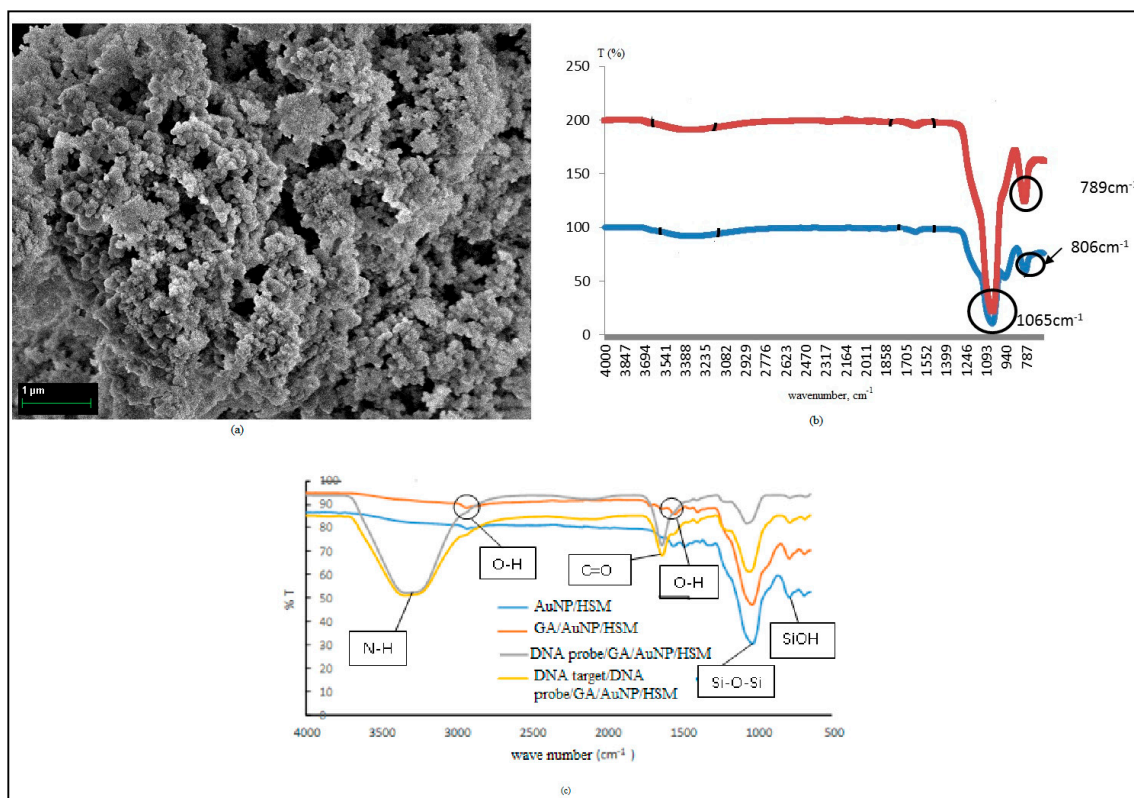 1 µm
(a)
T (%)
250
200
150
100
50
0
789cm-1
806cm-1
1065cm-1
4000
3847
3694
3541
3388
3235
3082
2929
2776
2623
2470
2317
2164
2011
1858
1705
1552
1399
1246
1093
940
787
wavenumber, cm-1
(b)
100
90
80
70
60
50
40
30
20
10
0
% T
O-H
C=O
O-H
N-H
AuNP/HSM
GA/AuNP/HSM
DNA probe/GA/AuNP/HSM
DNA target/DNA
probe/GA/AuNP/HSM
SiOH
Si-O-Si
4000
3500
3000
2500
2000
1500
1000
500
wave number (cm-1)
(c)